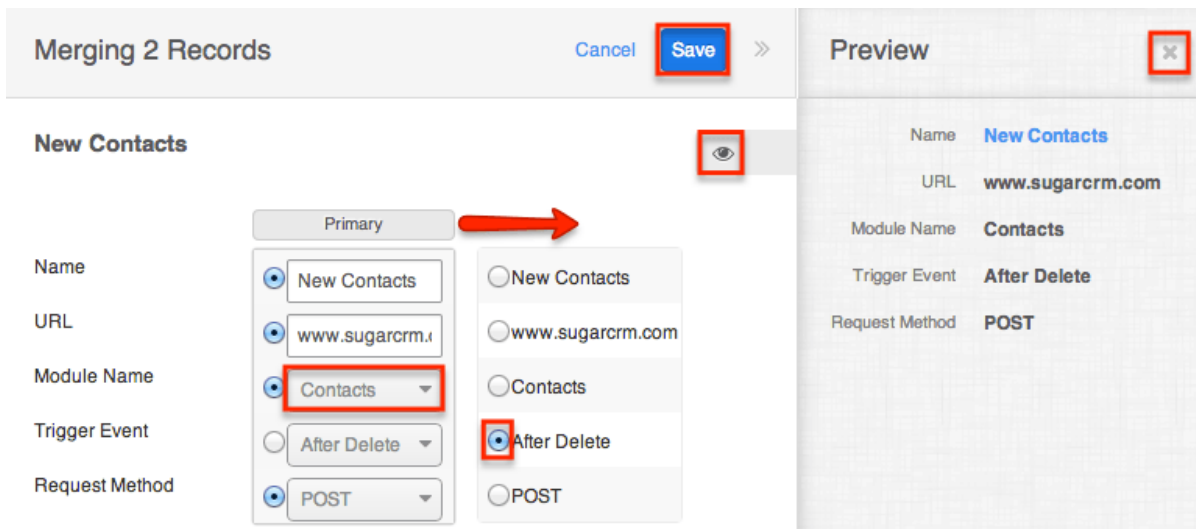 Merging 2 Records
Cancel
Save
»
Preview
×
New Contacts
Primary
Name
New Contacts
New Contacts
URL
www.sugarcrm.
www.sugarcrm.com
Module Name
Contacts
Contacts
Trigger Event
After Delete
After Delete
Request Method
POST
POST
Name New Contacts
URL www.sugarcrm.com
Module Name Contacts
Trigger Event After Delete
Request Method POST